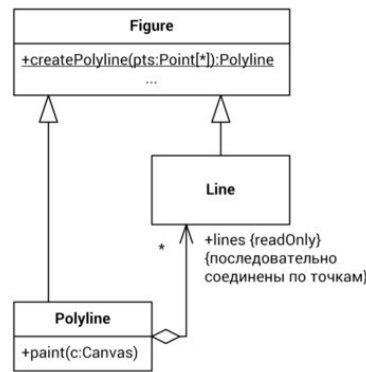 Figure
+createPolyline(pts:Point[*]):Polyline
...
Line
*
+lines {readOnly}
{последовательно
соединены по точкам}
Polyline
+paint(c:Canvas)